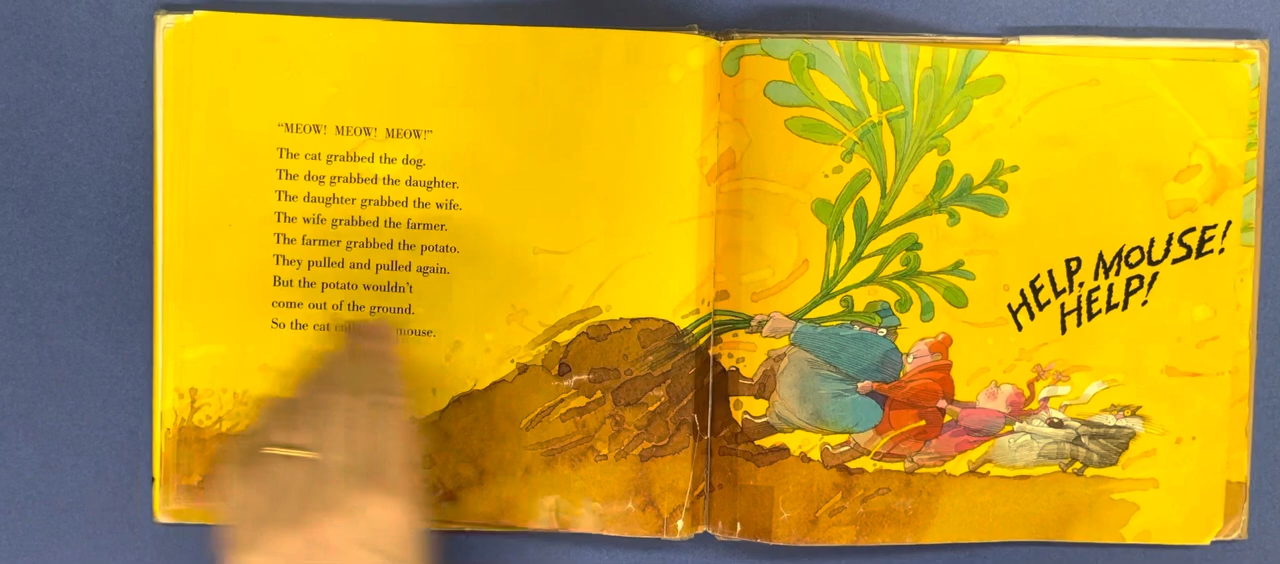 “MEOW! MEOW! MEOW!”
The cat grabbed the dog.
The dog grabbed the daughter.
The daughter grabbed the wife.
The wife grabbed the farmer.
The farmer grabbed the potato.
They pulled and pulled again.
But the potato wouldn’t
come out of the ground.
So the cat mouse.
HELP, MOUSE!
HELP!